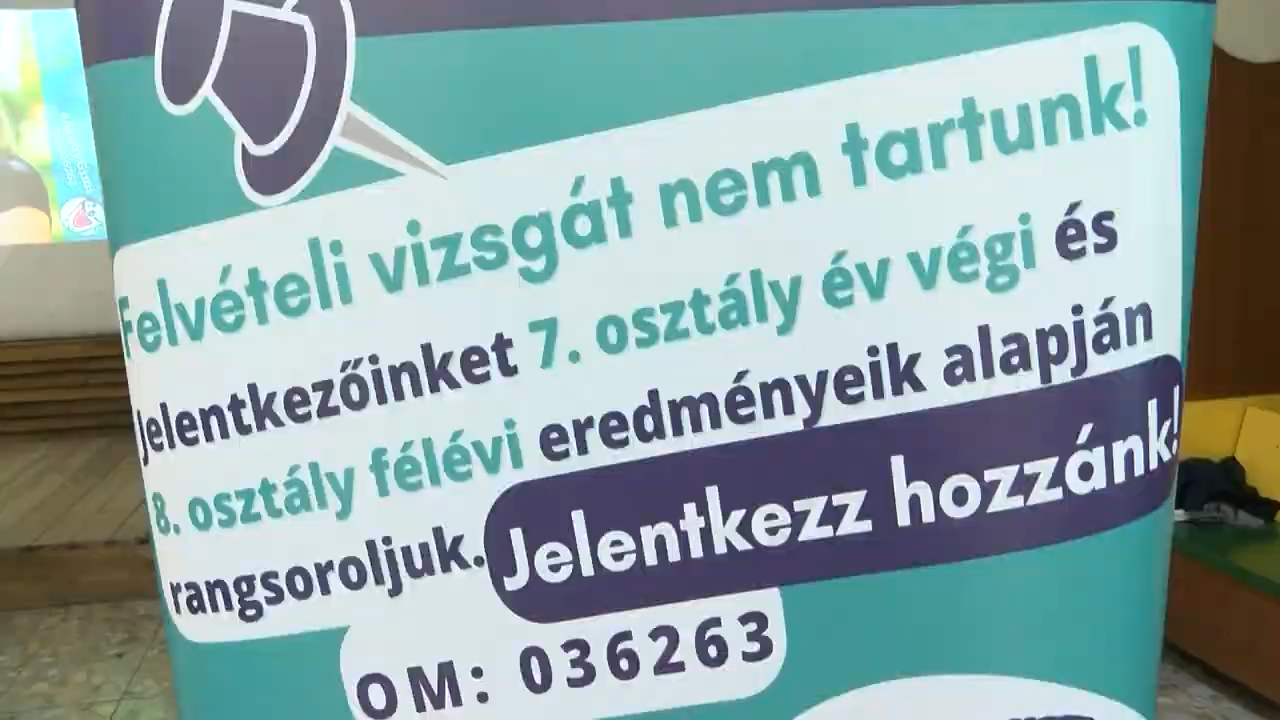 Felvételi vizsgát nem tartunk!
Jelentkezőinket 7. osztály év végi és
8. osztály félévi eredményeik alapján
rangsoroljuk. Jelentkezz hozzánk!
OM: 036263